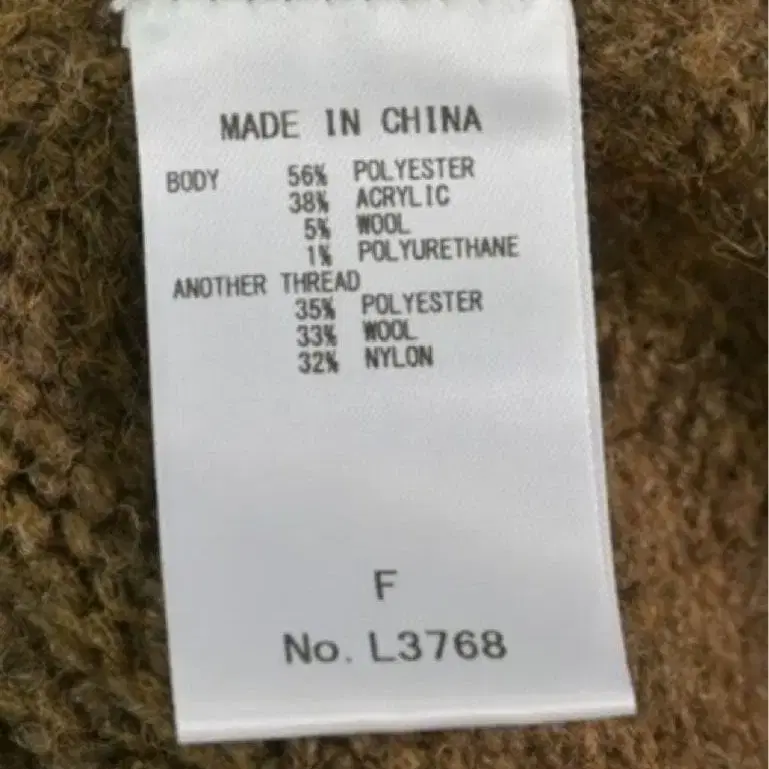 MADE IN CHINA
BODY 56% POLYESTER
38% ACRYLIC
5% WOOL
1% POLYURETHANE
ANOTHER THREAD
35% POLYESTER
33% WOOL
32% NYLON
F
No. L3768